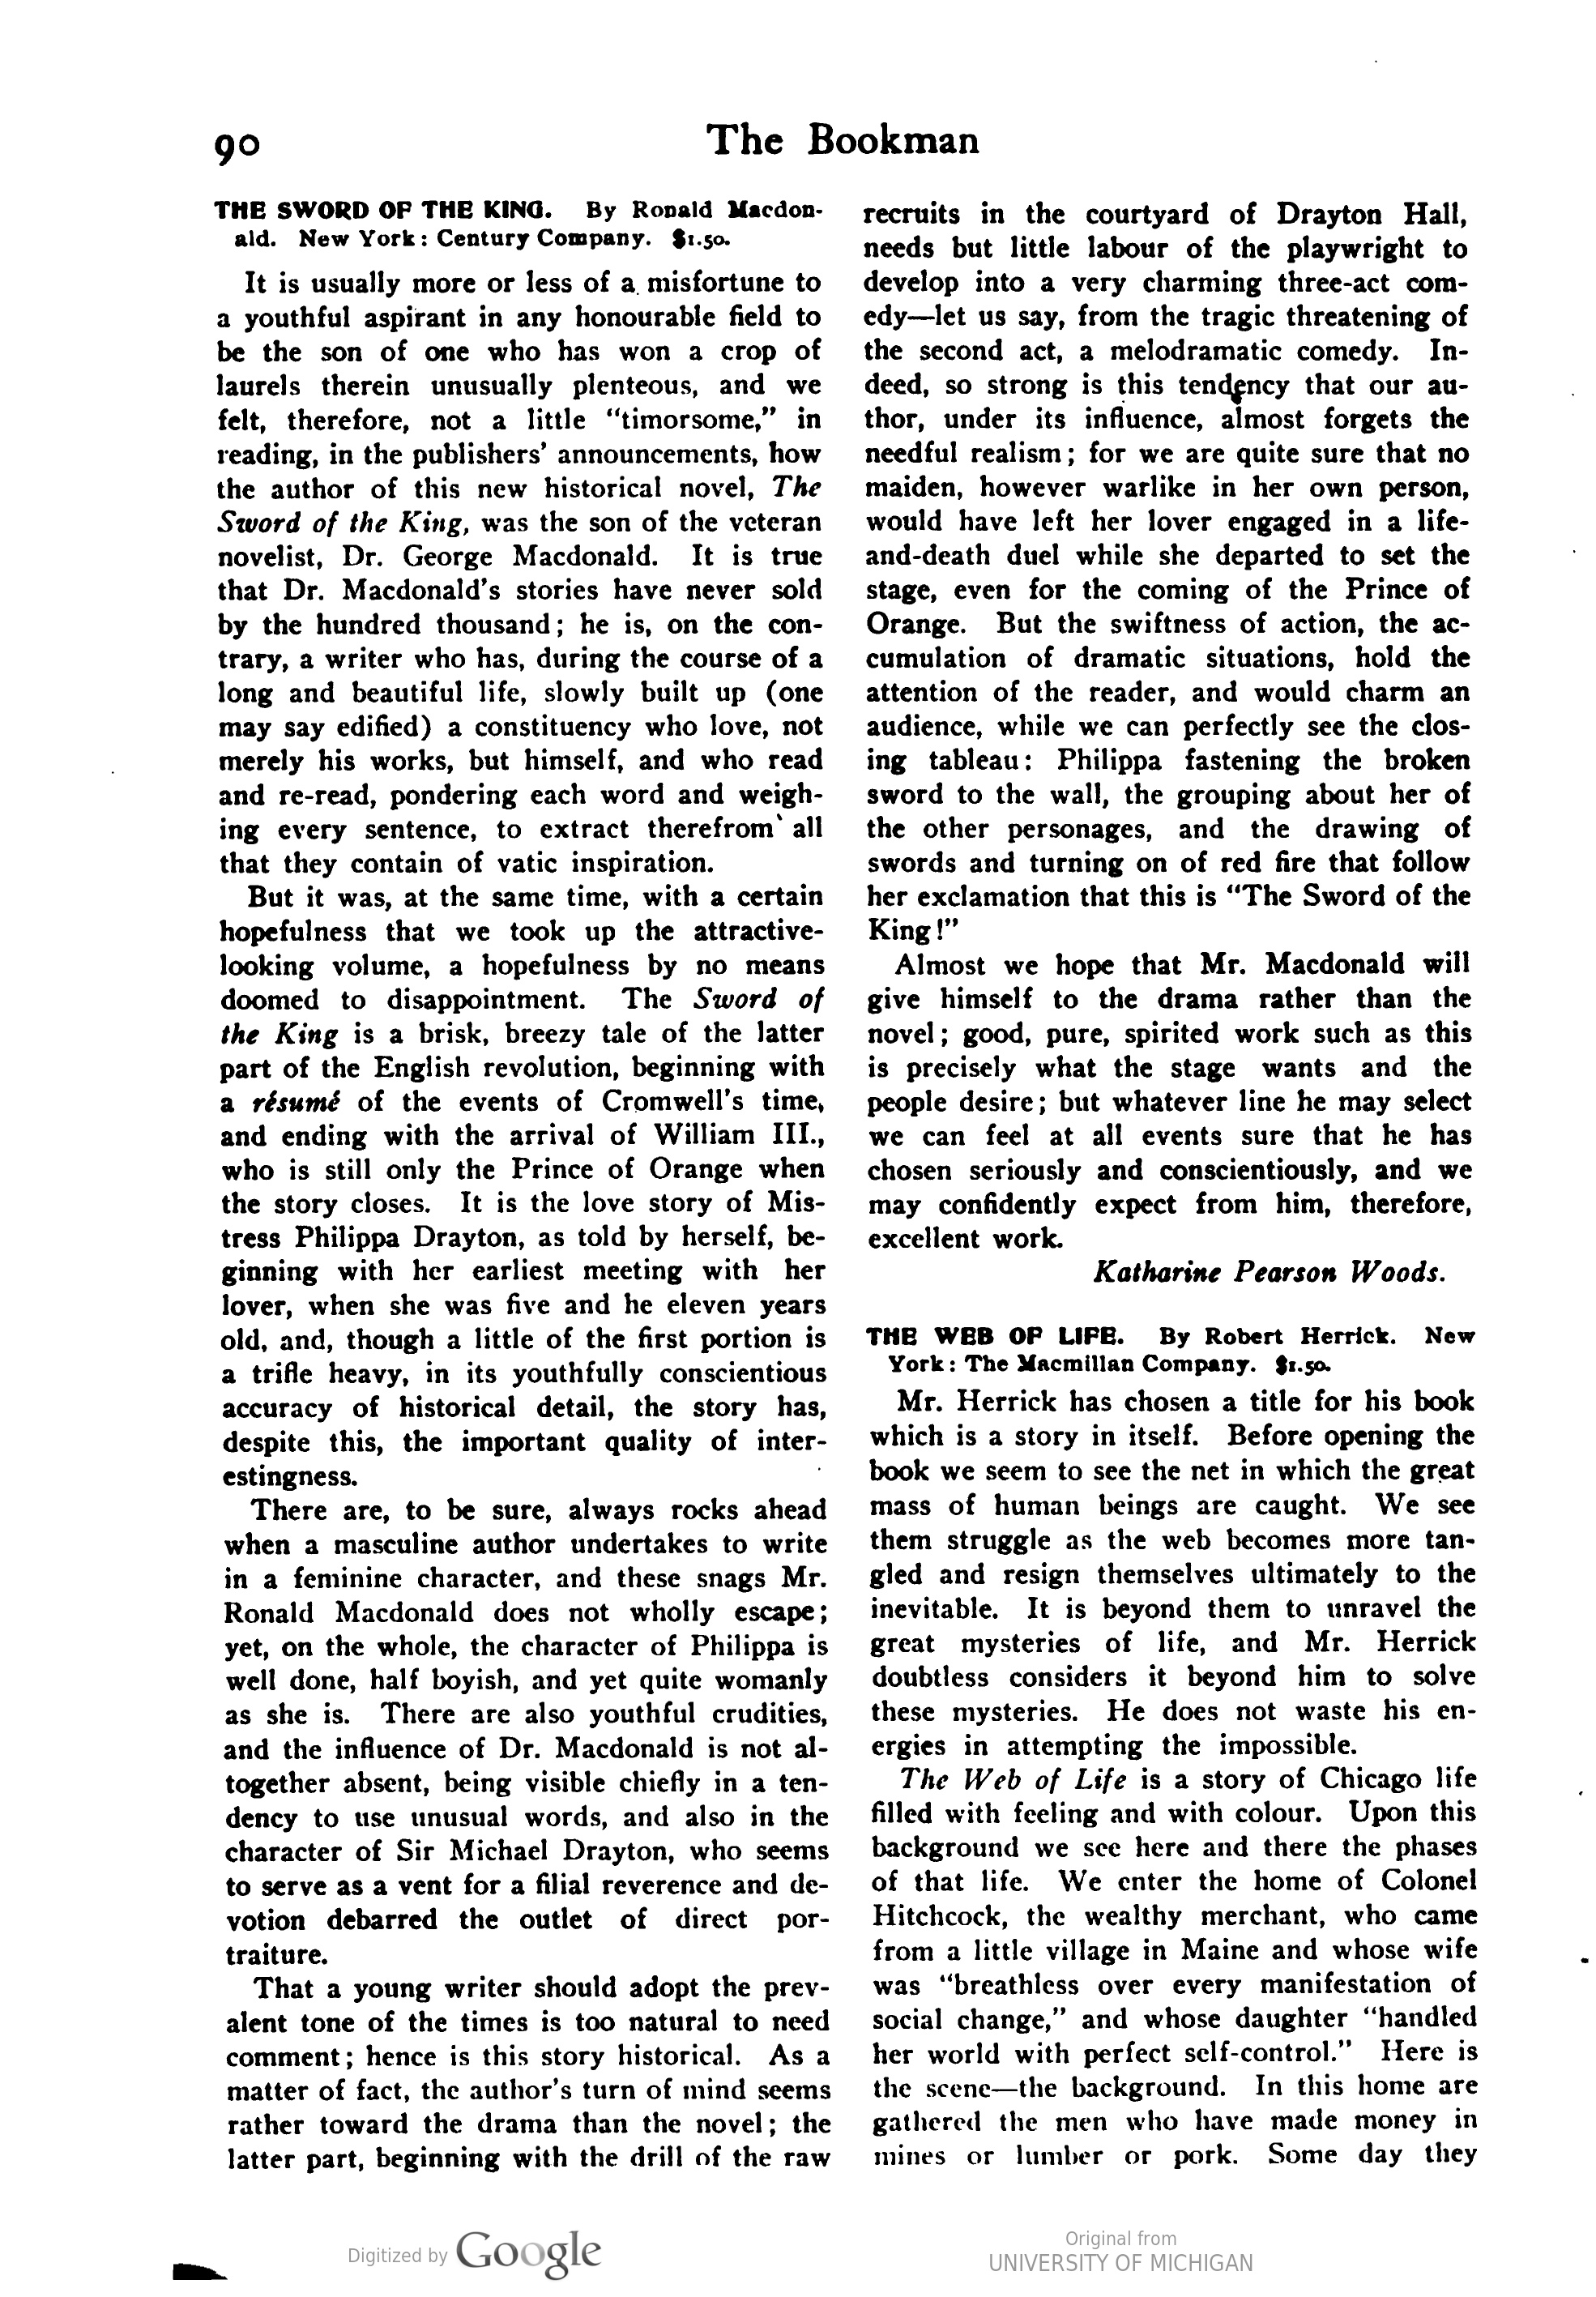 90
The Bookman
THE SWORD OF THE KING. By Ronald Macdon-
ald. New York: Century Company. $1.50.
It is usually more or less of a misfortune to
a youthful aspirant in any honourable field to
be the son of one who has won a crop of
laurels therein unusually plenteous, and we
felt, therefore, not a little “timorsome,” in
reading, in the publishers’ announcements, how
the author of this new historical novel, The
Sword of the King, was the son of the veteran
novelist, Dr. George Macdonald. It is true
that Dr. Macdonald’s stories have never sold
by the hundred thousand; he is, on the con-
trary, a writer who has, during the course of a
long and beautiful life, slowly built up (one
may say edified) a constituency who love, not
merely his works, but himself, and who read
and re-read, pondering each word and weigh-
ing every sentence, to extract therefrom all
that they contain of vatic inspiration.
But it was, at the same time, with a certain
hopefulness that we took up the attractive-
looking volume, a hopefulness by no means
doomed to disappointment. The Sword of
the King is a brisk, breezy tale of the latter
part of the English revolution, beginning with
a résumé of the events of Cromwell’s time,
and ending with the arrival of William III.,
who is still only the Prince of Orange when
the story closes. It is the love story of Mis-
tress Philippa Drayton, as told by herself, be-
ginning with her earliest meeting with her
lover, when she was five and he eleven years
old, and, though a little of the first portion is
a trifle heavy, in its youthfully conscientious
accuracy of historical detail, the story has,
despite this, the important quality of inter-
estingness.
There are, to be sure, always rocks ahead
when a masculine author undertakes to write
in a feminine character, and these snags Mr.
Ronald Macdonald does not wholly escape;
yet, on the whole, the character of Philippa is
well done, half boyish, and yet quite womanly
as she is. There are also youthful crudities,
and the influence of Dr. Macdonald is not al-
together absent, being visible chiefly in a ten-
dency to use unusual words, and also in the
character of Sir Michael Drayton, who seems
to serve as a vent for a filial reverence and de-
votion debarred the outlet of direct por-
traiture.
That a young writer should adopt the prev-
alent tone of the times is too natural to need
comment; hence is this story historical. As a
matter of fact, the author’s turn of mind seems
rather toward the drama than the novel; the
latter part, beginning with the drill of the raw
recruits in the courtyard of Drayton Hall,
needs but little labour of the playwright to
develop into a very charming three-act com-
edy—let us say, from the tragic threatening of
the second act, a melodramatic comedy. In-
deed, so strong is this tendency that our au-
thor, under its influence, almost forgets the
needful realism; for we are quite sure that no
maiden, however warlike in her own person,
would have left her lover engaged in a life-
and-death duel while she departed to set the
stage, even for the coming of the Prince of
Orange. But the swiftness of action, the ac-
cumulation of dramatic situations, hold the
attention of the reader, and would charm an
audience, while we can perfectly see the clos-
ing tableau: Philippa fastening the broken
sword to the wall, the grouping about her of
the other personages, and the drawing of
swords and turning on of red fire that follow
her exclamation that this is “The Sword of the
King!”
Almost we hope that Mr. Macdonald will
give himself to the drama rather than the
novel; good, pure, spirited work such as this
is precisely what the stage wants and the
people desire; but whatever line he may select
we can feel at all events sure that he has
chosen seriously and conscientiously, and we
may confidently expect from him, therefore,
excellent work.
Katharine Pearson Woods.
THE WEB OF LIFE. By Robert Herrick. New
York: The Macmillan Company. $1.50.
Mr. Herrick has chosen a title for his book
which is a story in itself. Before opening the
book we seem to see the net in which the great
mass of human beings are caught. We see
them struggle as the web becomes more tan-
gled and resign themselves ultimately to the
inevitable. It is beyond them to unravel the
great mysteries of life, and Mr. Herrick
doubtless considers it beyond him to solve
these mysteries. He does not waste his en-
ergies in attempting the impossible.
The Web of Life is a story of Chicago life
filled with feeling and with colour. Upon this
background we see here and there the phases
of that life. We enter the home of Colonel
Hitchcock, the wealthy merchant, who came
from a little village in Maine and whose wife
was “breathless over every manifestation of
social change,” and whose daughter “handled
her world with perfect self-control.” Here is
the scene—the background. In this home are
gathered the men who have made money in
mines or lumber or pork. Some day they
Digitized by Google
Original from
UNIVERSITY OF MICHIGAN